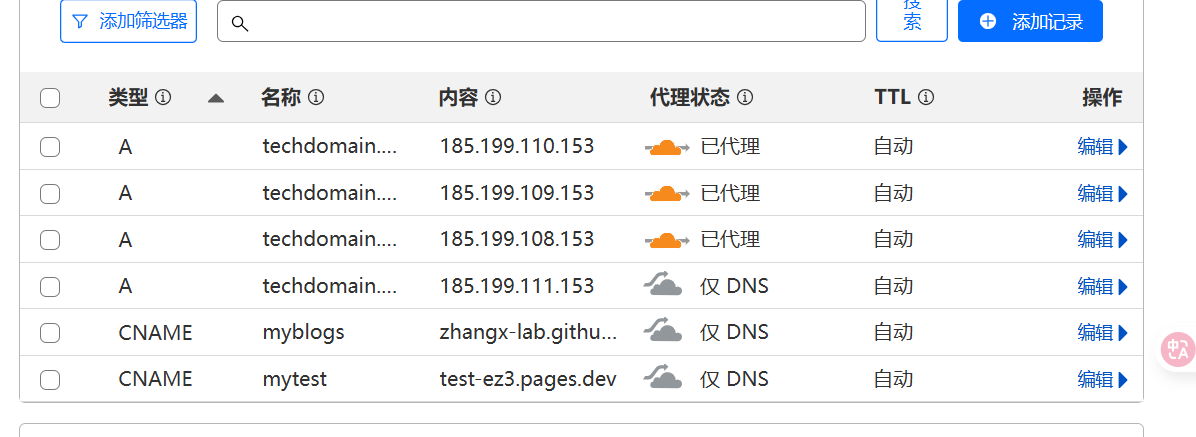 添加筛选器
搜索
添加记录
类型 名称 内容 代理状态 TTL 操作
A techdomain.... 185.199.110.153 已代理 自动 编辑
A techdomain.... 185.199.109.153 已代理 自动 编辑
A techdomain.... 185.199.108.153 已代理 自动 编辑
A techdomain.... 185.199.111.153 仅 DNS 自动 编辑
CNAME myblogs zhangx-lab.githu... 仅 DNS 自动 编辑
CNAME mytest test-ez3.pages.dev 仅 DNS 自动 编辑
中 A